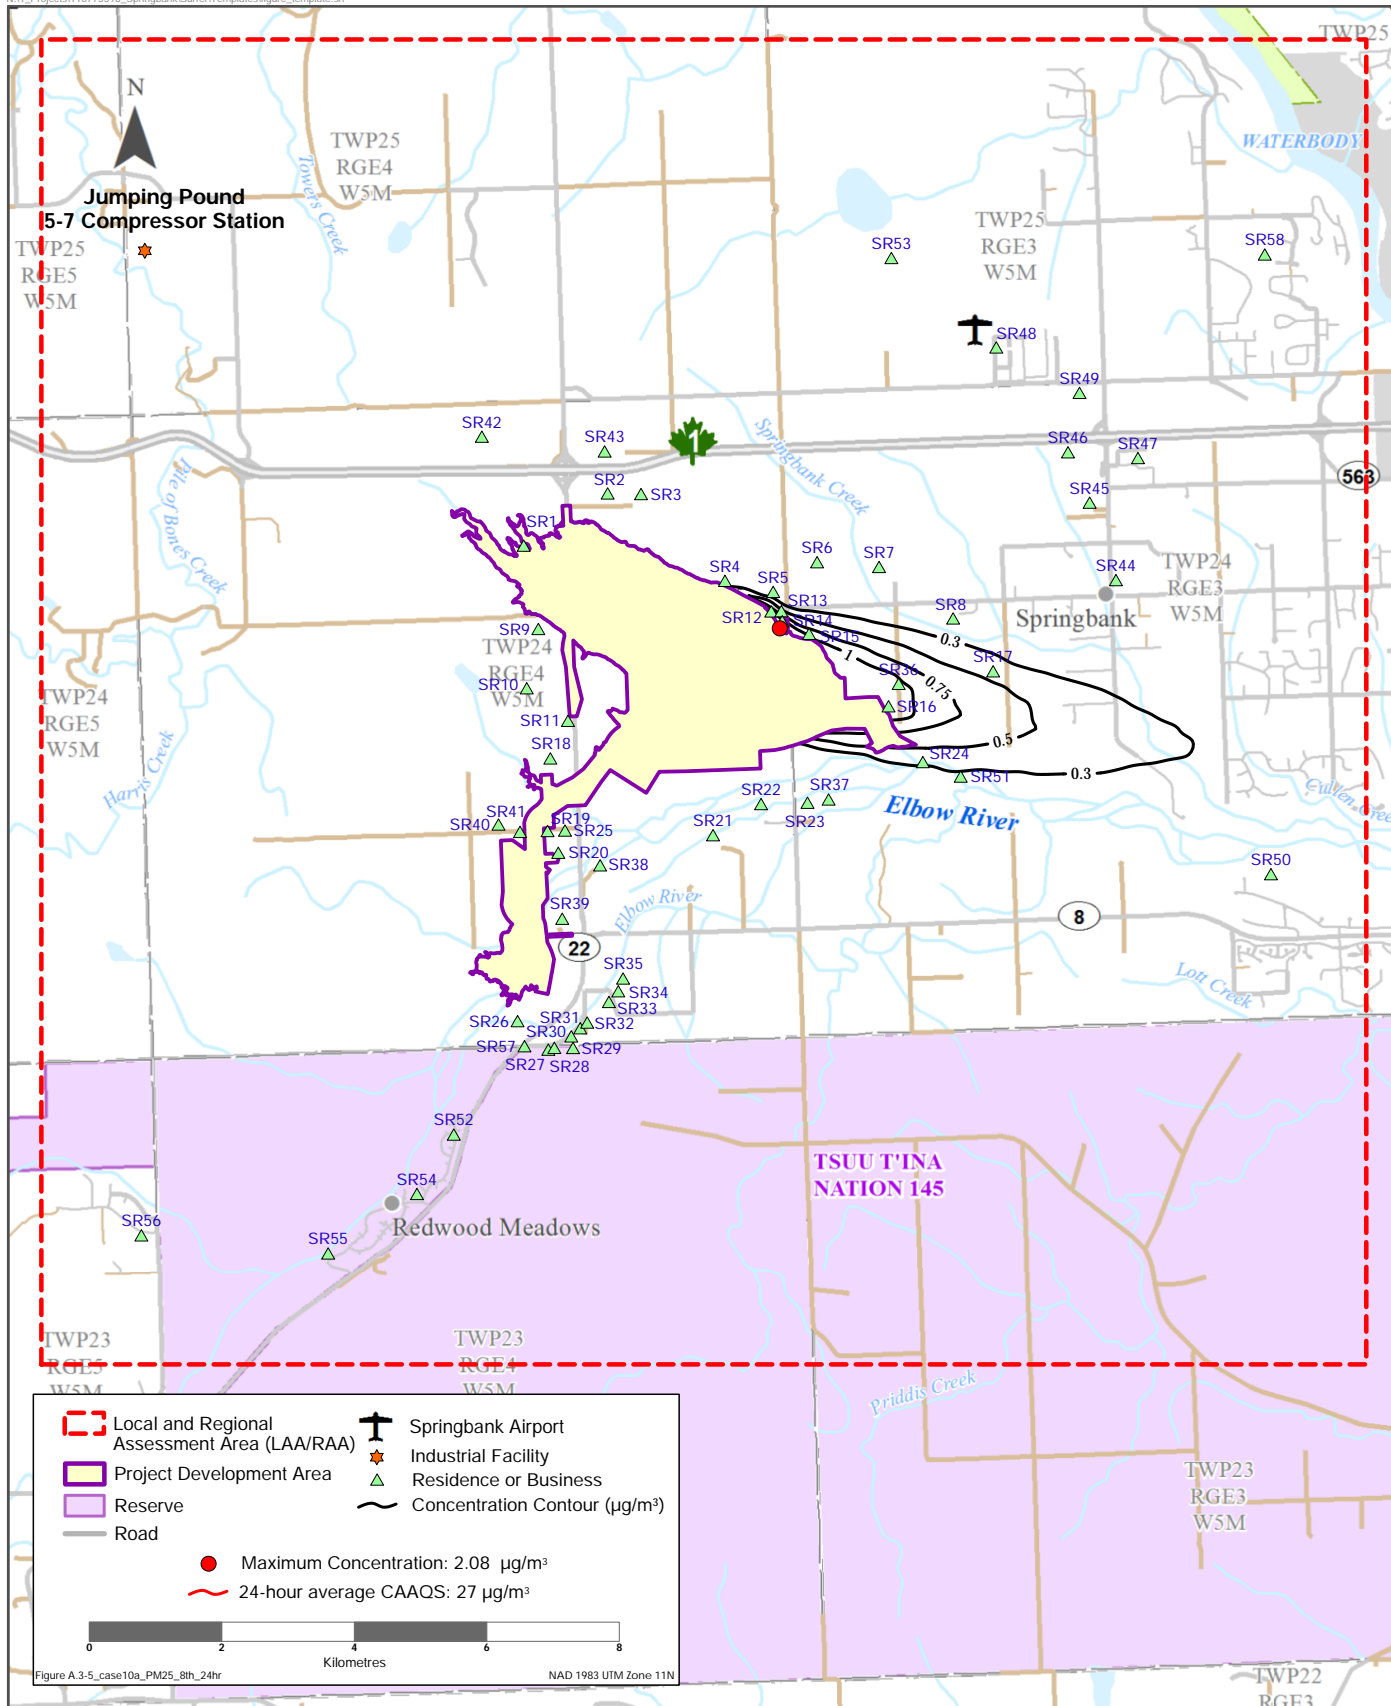 TWP25
N
TWP25
RGE4
W5M
Towers Creek
WATERBODY
Jumping Pound
5-7 Compressor Station
TWP25
RGE5
W5M
TWP25
RGE3
W5M
SR53
SR58
SR48
SR49
SR42
SR43
1
SR46
SR47
563
Springbank Creek
Pile of Bones Creek
SR2
SR3
SR45
SR1
SR6
SR7
SR4
SR5
SR44
TWP24
RGE3
W5M
SR13
SR12
SR14
SR15
SR8
Springbank
0.3
SR9
TWP24
RGE4
W5M
1
SR17
SR36
0.75
SR10
SR16
TWP24
RGE5
W5M
SR11
0.5
SR18
SR24
0.3
SR51
Harris Creek
SR22
SR37
SR23
Elbow River
Cullen Creek
SR41
SR40
SR19
SR25
SR21
SR20
SR38
SR50
Elbow River
SR39
8
22
SR35
SR34
SR33
Lott Creek
SR26
SR31
SR32
SR30
SR57
SR29
SR27
SR28
SR52
TSUU T'INA
NATION 145
SR54
Redwood Meadows
SR56
SR55
TWP23
RGE5
W5M
TWP23
RGE4
W5M
Priddis Creek
TWP23
RGE3
W5M
TWP22
RGE3
Local and Regional
Assessment Area (LAA/RAA)
Project Development Area
Reserve
Road
Springbank Airport
Industrial Facility
Residence or Business
Concentration Contour (µg/m³)
Maximum Concentration: 2.08 µg/m³
24-hour average CAAQS: 27 µg/m³
0 2 4 6 8
Kilometres
Figure A.3-5_case10a_PM25_8th_24hr
NAD 1983 UTM Zone 11N